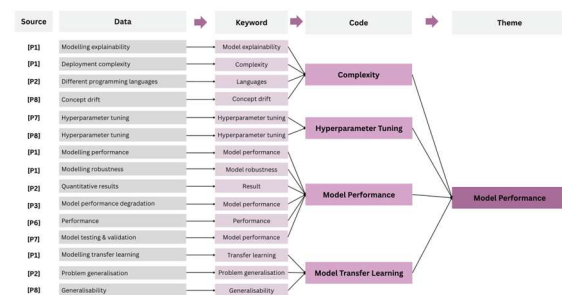 Source Data Keyword Code Theme
[P1] Modelling explainability Model explainability
[P1] Deployment complexity Complexity
Complexity
[P2] Different programming languages Languages
[P8] Concept drift Concept drift
[P7] Hyperparameter tuning Hyperparameter tuning
Hyperparameter Tuning
[P8] Hyperparameter tuning Hyperparameter tuning
[P1] Modelling performance Model performance
[P1] Modelling robustness Model robustness
[P2] Quantitative results Result
Model Performance Model Performance
[P3] Model performance degradation Model performance
[P6] Performance Performance
[P7] Model testing & validation Model performance
[P1] Modelling transfer learning Transfer learning
[P2] Problem generalisation Problem generalisation Model Transfer Learning
[P8] Generalisability Generalisability